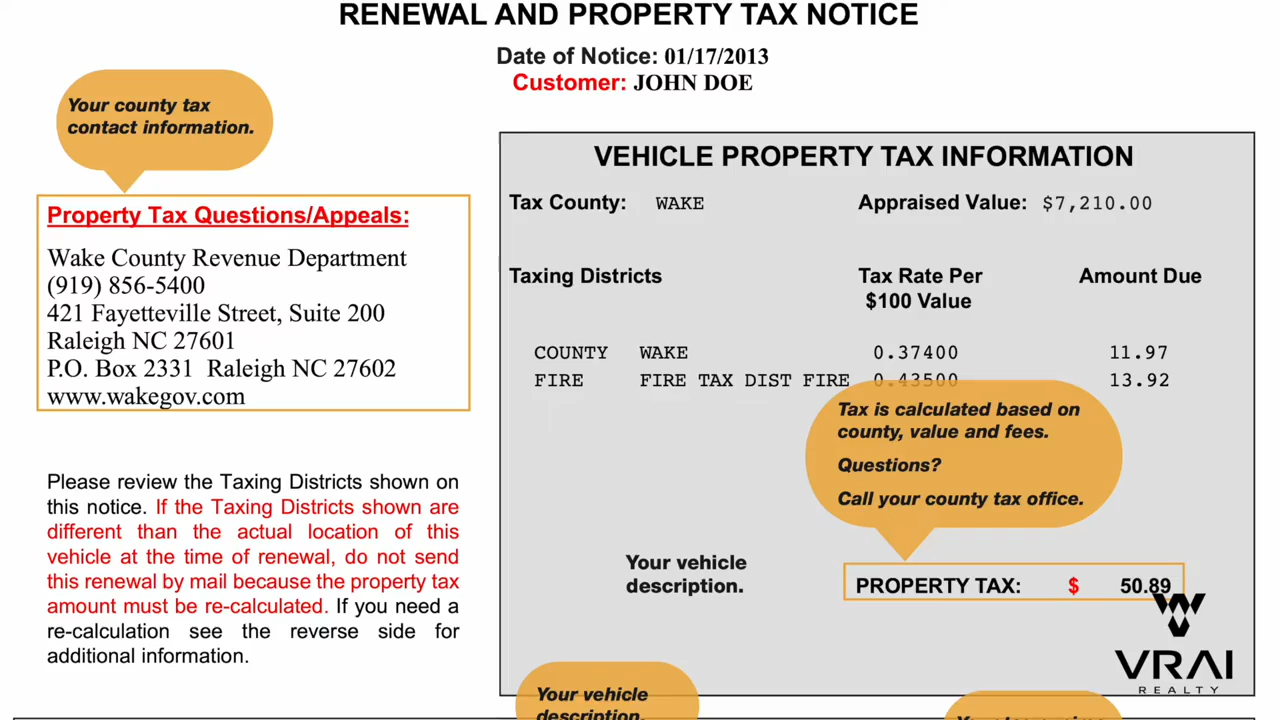 RENEWAL AND PROPERTY TAX NOTICE
Date of Notice: 01/17/2013
Customer: JOHN DOE
Your county tax
contact information.
Property Tax Questions/Appeals:
Wake County Revenue Department
(919) 856-5400
421 Fayetteville Street, Suite 200
Raleigh NC 27601
P.O. Box 2331 Raleigh NC 27602
www.wakegov.com
Please review the Taxing Districts shown on
this notice. If the Taxing Districts shown are
different than the actual location of this
vehicle at the time of renewal, do not send
this renewal by mail because the property tax
amount must be re-calculated. If you need a
re-calculation see the reverse side for
additional information.
VEHICLE PROPERTY TAX INFORMATION
Tax County: WAKE Appraised Value: $7,210.00
Taxing Districts Tax Rate Per Amount Due
$100 Value
COUNTY WAKE 0.37400 11.97
FIRE FIRE TAX DIST FIRE 0.43500 13.92
Tax is calculated based on
county, value and fees.
Questions?
Call your county tax office.
Your vehicle
description.
PROPERTY TAX: $ 50.89
VRAI
REALTY
Your vehicle
description.